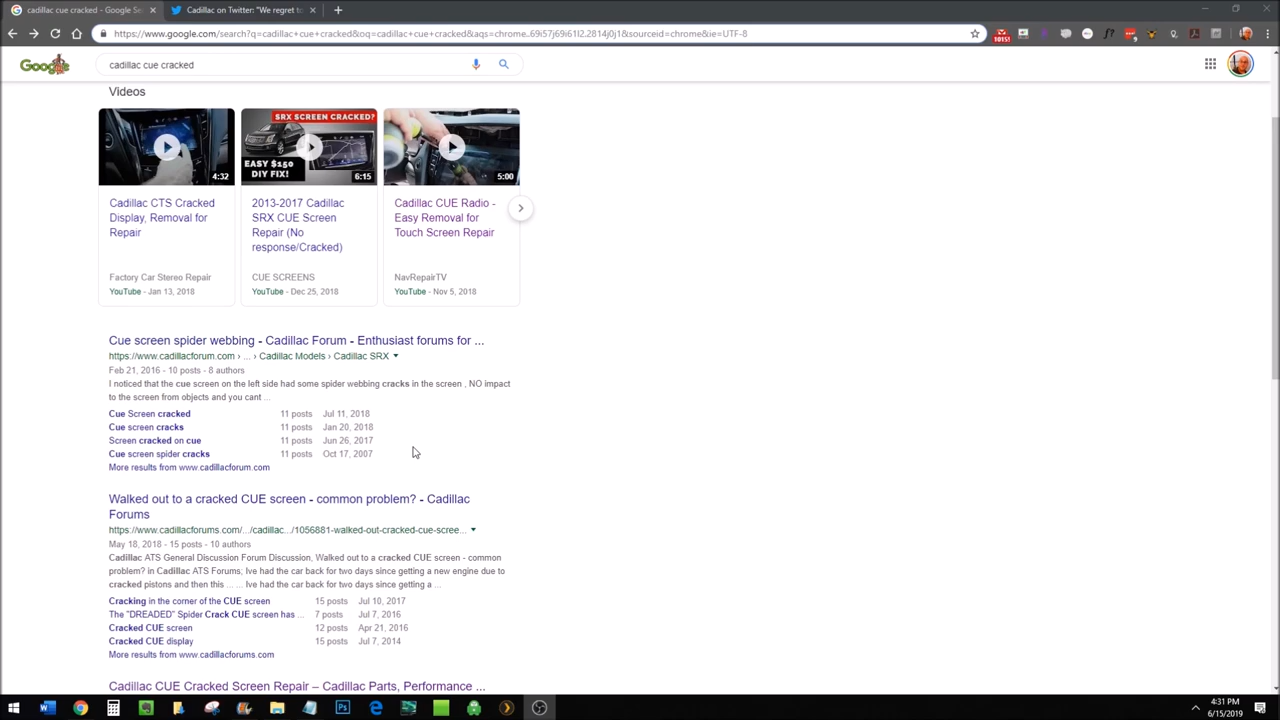 cadillac cue cracked - Google Se
Cadillac on Twitter: "We regret to
https://www.google.com/search?q=cadillac+cue+cracked&oq=cadillac+cue+cracked&aqs=chrome..69i57j69i61l2.2814j0j1&sourceid=chrome&ie=UTF-8
1015!
f?
Google
cadillac cue cracked
Videos
4:32
SRX SCREEN CRACKED?
EASY $150
DIY FIX!
6:15
5:00
Cadillac CTS Cracked
Display, Removal for
Repair
Factory Car Stereo Repair
YouTube - Jan 13, 2018
2013-2017 Cadillac
SRX CUE Screen
Repair (No
response/Cracked)
CUE SCREENS
YouTube - Dec 25, 2018
Cadillac CUE Radio -
Easy Removal for
Touch Screen Repair
NavRepairTV
YouTube - Nov 5, 2018
Cue screen spider webbing - Cadillac Forum - Enthusiast forums for ...
https://www.cadillacforum.com › ... › Cadillac Models › Cadillac SRX
Feb 21, 2016 - 10 posts - 8 authors
I noticed that the cue screen on the left side had some spider webbing cracks in the screen , NO impact
to the screen from objects and you cant ...
Cue Screen cracked 11 posts Jul 11, 2018
Cue screen cracks 11 posts Jan 20, 2018
Screen cracked on cue 11 posts Jun 26, 2017
Cue screen spider cracks 11 posts Oct 17, 2007
More results from www.cadillacforum.com
Walked out to a cracked CUE screen - common problem? - Cadillac
Forums
https://www.cadillacforums.com/.../cadillac.../1056881-walked-out-cracked-cue-scree...
May 18, 2018 - 15 posts - 10 authors
Cadillac ATS General Discussion Forum Discussion, Walked out to a cracked CUE screen - common
problem? in Cadillac ATS Forums; Ive had the car back for two days since getting a new engine due to
cracked pistons and then this ... ... Ive had the car back for two days since getting a ...
Cracking in the corner of the CUE screen 15 posts Jul 10, 2017
The "DREADED" Spider Crack CUE screen has ... 7 posts Jul 7, 2016
Cracked CUE screen 12 posts Apr 21, 2016
Cracked CUE display 15 posts Jul 7, 2014
More results from www.cadillacforums.com
Cadillac CUE Cracked Screen Repair – Cadillac Parts, Performance ...
4:31 PM
6/15/2019